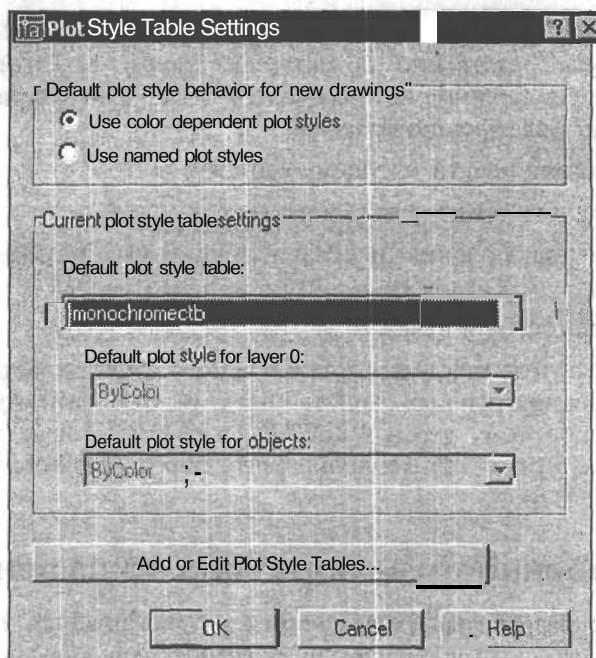 Plot Style Table Settings
Default plot style behavior for new drawings"
Use color dependent plot styles
Use named plot styles
Current plot style table settings
Default plot style table:
monochromectb
Default plot style for layer 0:
ByColor
Default plot style for objects:
ByColor ;-
Add or Edit Plot Style Tables...
OK Cancel Help